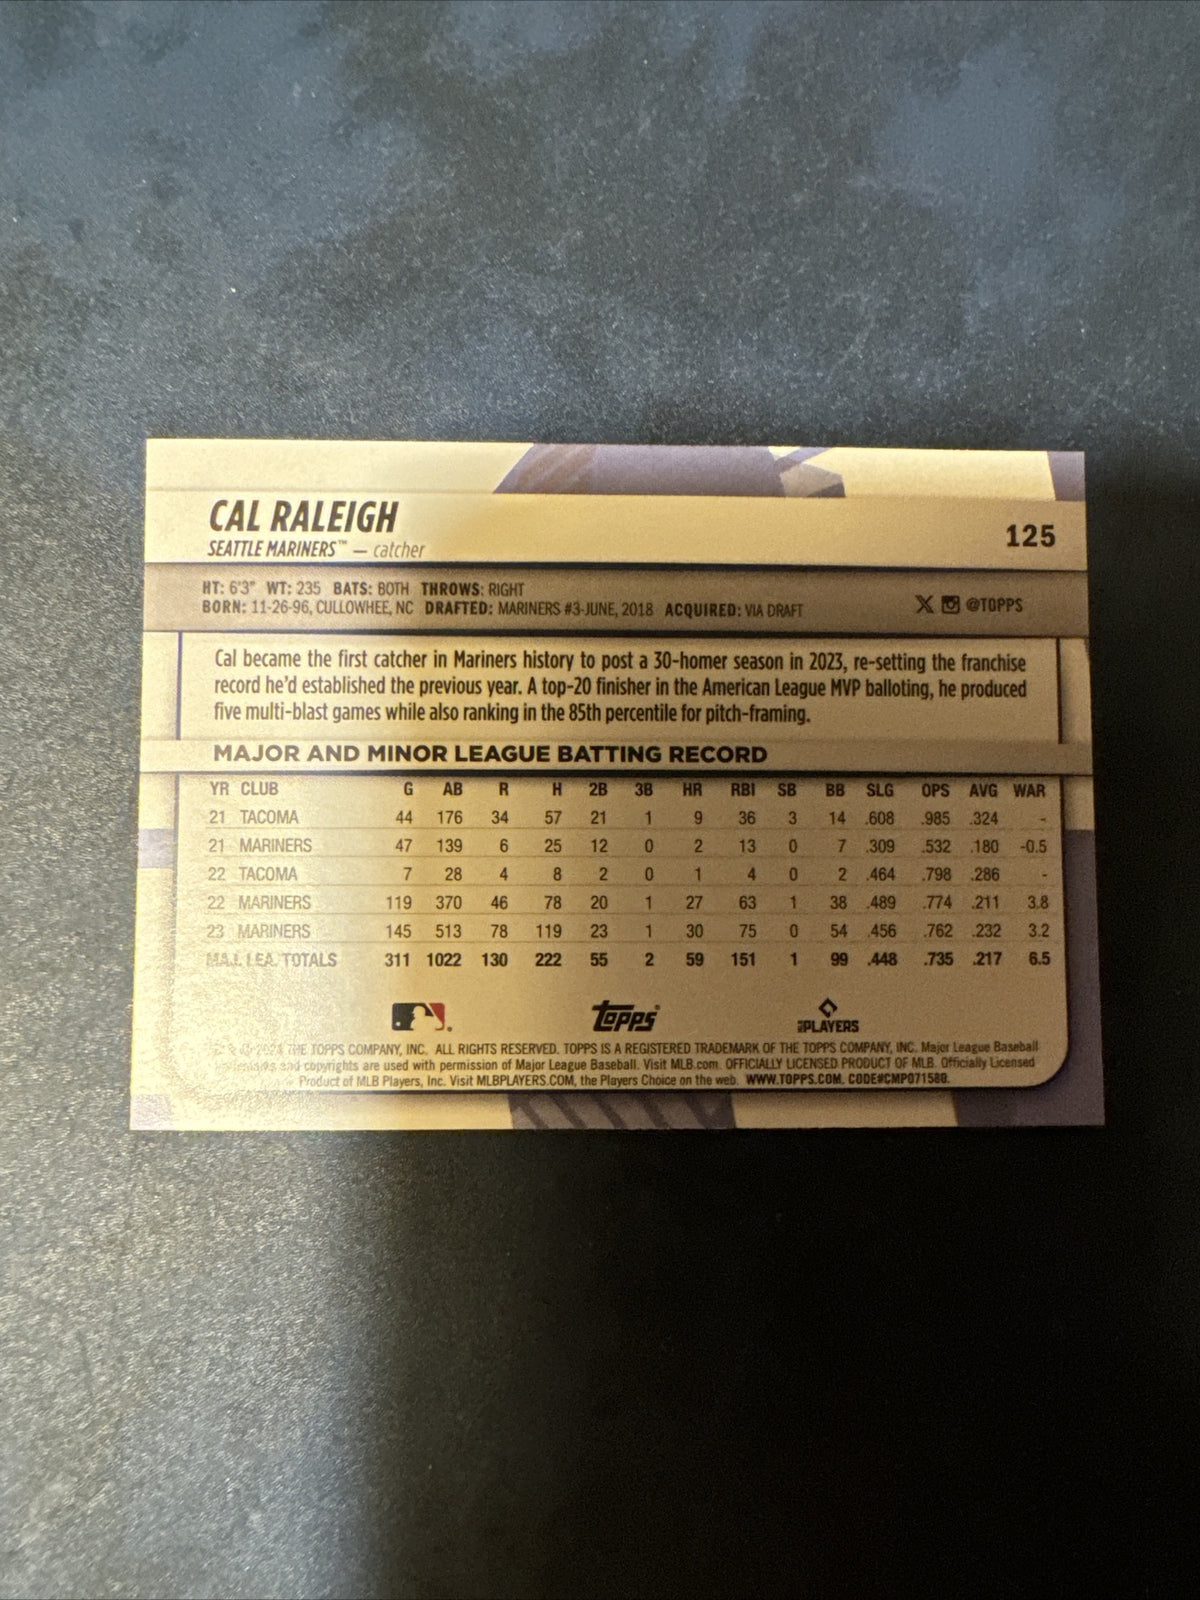 CAL RALEIGH
SEATTLE MARINERS™ — catcher
125
HT: 6'3" WT: 235 BATS: BOTH THROWS: RIGHT
BORN: 11-26-96, CULLOWHEE, NC DRAFTED: MARINERS #3-JUNE, 2018 ACQUIRED: VIA DRAFT
X @TOPPS
Cal became the first catcher in Mariners history to post a 30-homer season in 2023, re-setting the franchise
record he'd established the previous year. A top-20 finisher in the American League MVP balloting, he produced
five multi-blast games while also ranking in the 85th percentile for pitch-framing.
MAJOR AND MINOR LEAGUE BATTING RECORD
YR CLUB G AB R H 2B 3B HR RBI SB BB SLG OPS AVG WAR
21 TACOMA 44 176 34 57 21 1 9 36 3 14 .608 .985 .324 -
21 MARINERS 47 139 6 25 12 0 2 13 0 7 .309 .532 .180 -0.5
22 TACOMA 7 28 4 8 2 0 1 4 0 2 .464 .798 .286 -
22 MARINERS 119 370 46 78 20 1 27 63 1 38 .489 .774 .211 3.8
23 MARINERS 145 513 78 119 23 1 30 75 0 54 .456 .762 .232 3.2
MAJ. LEA. TOTALS 311 1022 130 222 55 2 59 151 1 99 .448 .735 .217 6.5
topps®
MLB PLAYERS
® & © 2024 THE TOPPS COMPANY, INC. ALL RIGHTS RESERVED. TOPPS IS A REGISTERED TRADEMARK OF THE TOPPS COMPANY, INC. Major League Baseball
trademarks and copyrights are used with permission of Major League Baseball. Visit MLB.com. OFFICIALLY LICENSED PRODUCT OF MLB. Officially Licensed
Product of MLB Players, Inc. Visit MLBPLAYERS.COM, the Players Choice on the web. WWW.TOPPS.COM. CODE#CMP071580.